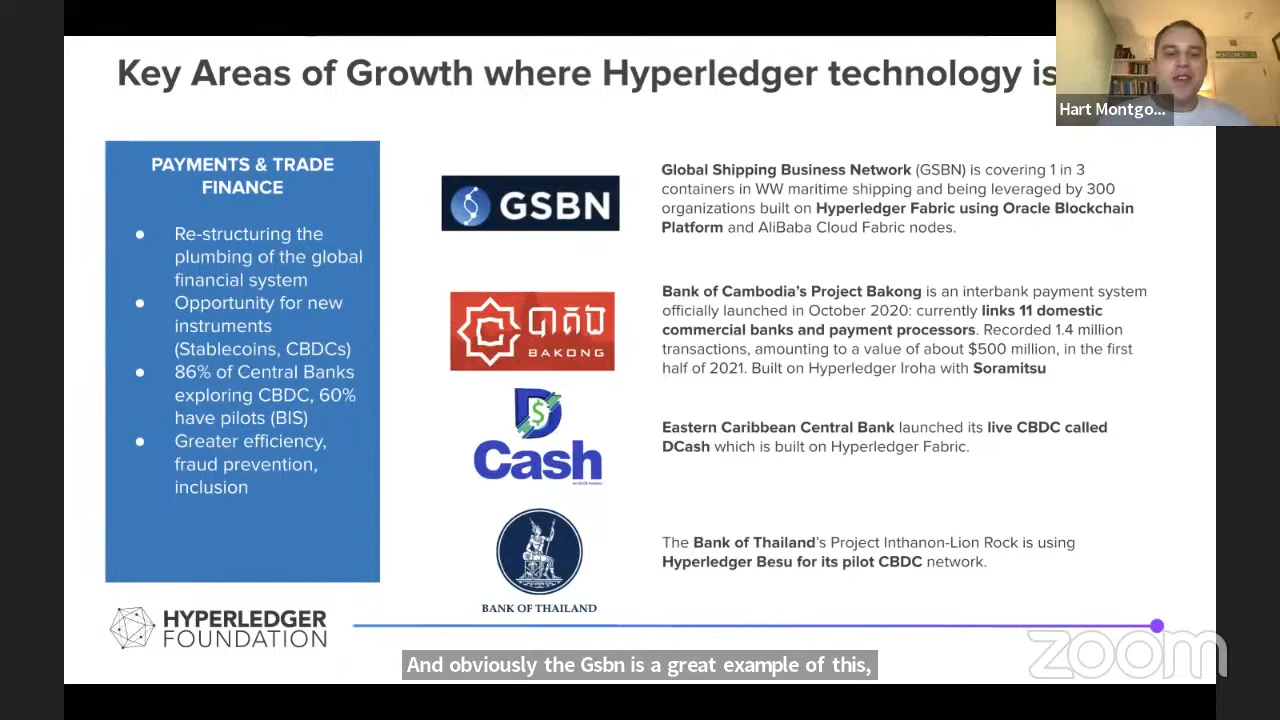 Key Areas of Growth where Hyperledger technology is
Hart Montgo...
PAYMENTS & TRADE
FINANCE
● Re-structuring the
plumbing of the global
financial system
● Opportunity for new
instruments
(Stablecoins, CBDCs)
● 86% of Central Banks
exploring CBDC, 60%
have pilots (BIS)
● Greater efficiency,
fraud prevention,
inclusion
GSBN
Global Shipping Business Network (GSBN) is covering 1 in 3
containers in WW maritime shipping and being leveraged by 300
organizations built on Hyperledger Fabric using Oracle Blockchain
Platform and AliBaba Cloud Fabric nodes.
បាគង
BAKONG
Bank of Cambodia's Project Bakong is an interbank payment system
officially launched in October 2020: currently links 11 domestic
commercial banks and payment processors. Recorded 1.4 million
transactions, amounting to a value of about $500 million, in the first
half of 2021. Built on Hyperledger Iroha with Soramitsu
D$
Cash
Eastern Caribbean Central Bank launched its live CBDC called
DCash which is built on Hyperledger Fabric.
BANK OF THAILAND
The Bank of Thailand's Project Inthanon-Lion Rock is using
Hyperledger Besu for its pilot CBDC network.
HYPERLEDGER
FOUNDATION
zoom
And obviously the Gsbn is a great example of this,